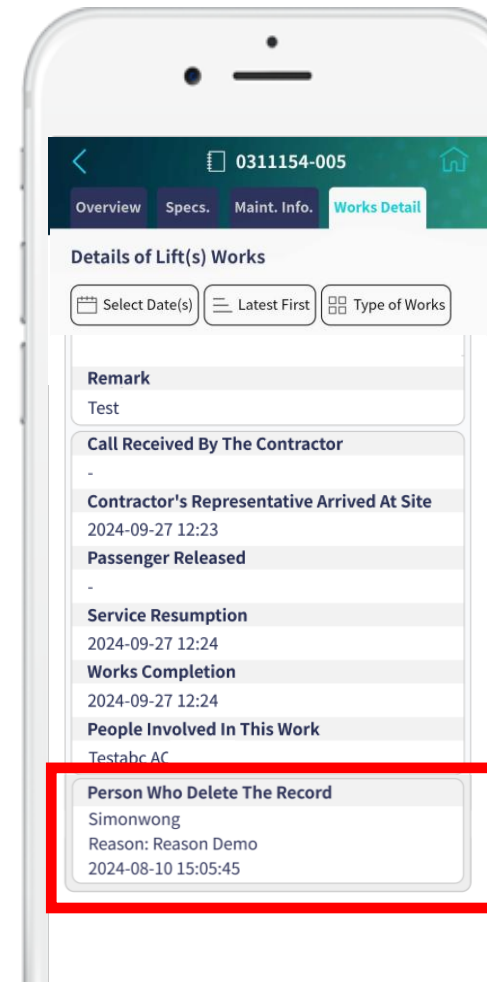 0311154-005
Overview Specs. Maint. Info. Works Detail
Details of Lift(s) Works
Select Date(s) Latest First Type of Works
Remark
Test
Call Received By The Contractor
-
Contractor's Representative Arrived At Site
2024-09-27 12:23
Passenger Released
-
Service Resumption
2024-09-27 12:24
Works Completion
2024-09-27 12:24
People Involved In This Work
Testabc AC
Person Who Delete The Record
Simonwong
Reason: Reason Demo
2024-08-10 15:05:45